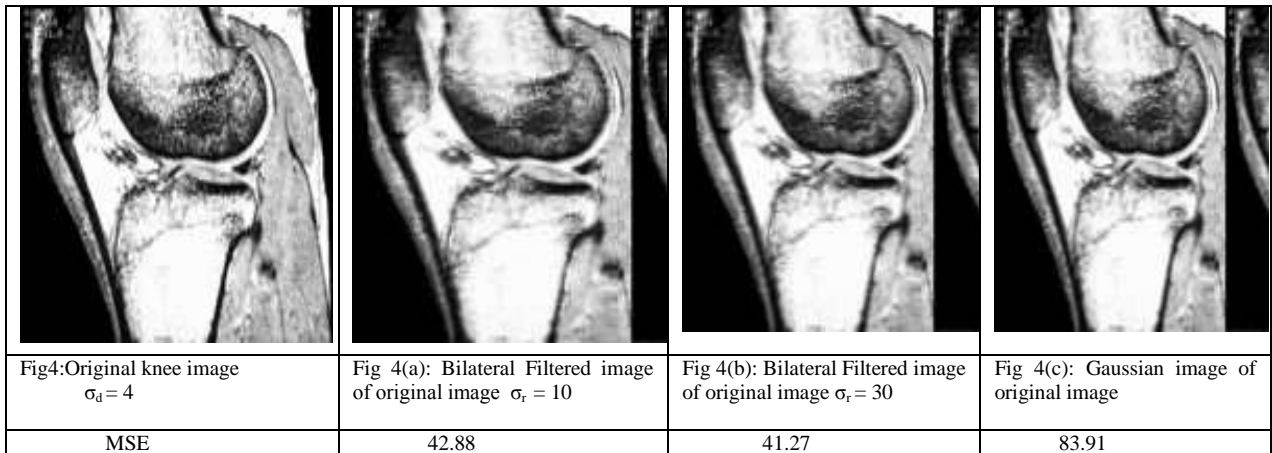 Fig4:Original knee image
σd = 4
Fig 4(a): Bilateral Filtered image
of original image σr = 10
Fig 4(b): Bilateral Filtered image
of original image σr = 30
Fig 4(c): Gaussian image of
original image
MSE 42.88 41.27 83.91